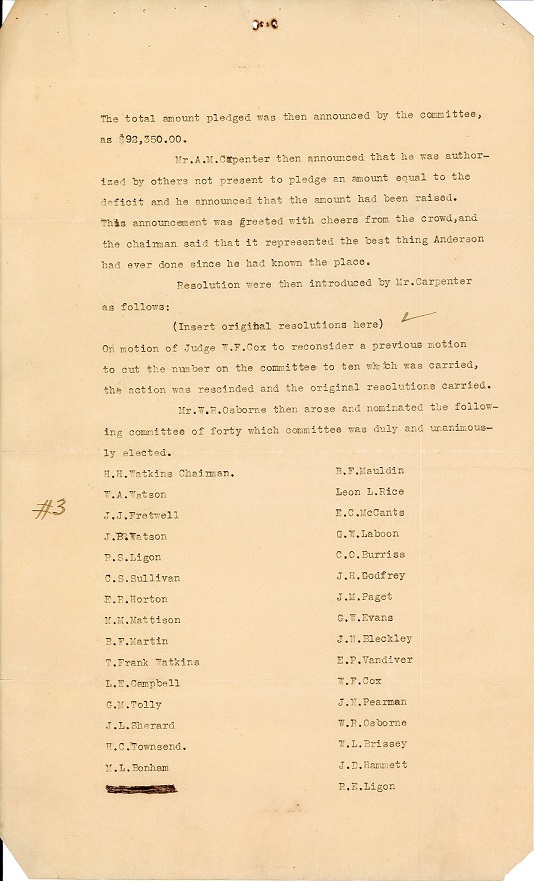 The total amount pledged was then announced by the committee,
as $92,350.00.
Mr.A.M.Carpenter then announced that he was author-
ized by others not present to pledge an amount equal to the
deficit and he announced that the amount had been raised.
This announcement was greeted with cheers from the crowd,and
the chairman said that it represented the best thing Anderson
had ever done since he had known the place.
Resolution were then introduced by Mr.Carpenter
as follows:
(Insert original resolutions here)
On motion of Judge W.F.Cox to reconsider a previous motion
to cut the number on the committee to ten which was carried,
the action was rescinded and the original resolutions carried.
Mr.W.R.Osborne then arose and nominated the follow-
ing committee of forty which committee was duly and unanimous-
ly elected.
#3
H.H.Watkins Chairman.
W.A.Watson
J.J.Fretwell
J.B.Watson
R.S.Ligon
C.S.Sullivan
E.R.Horton
M.M.Mattison
B.F.Martin
T.Frank Watkins
L.E.Campbell
G.M.Tolly
J.L.Sherard
H.C.Townsend.
M.L.Bonham
B.F.Mauldin
Leon L.Rice
E.C.McCants
G.W.Laboon
C.O.Burriss
J.H.Godfrey
J.M.Paget
G.W.Evans
J.N.Bleckley
E.P.Vandiver
W.F.Cox
J.N.Pearman
W.R.Osborne
W.L.Brissey
J.D.Hammett
R.E.Ligon